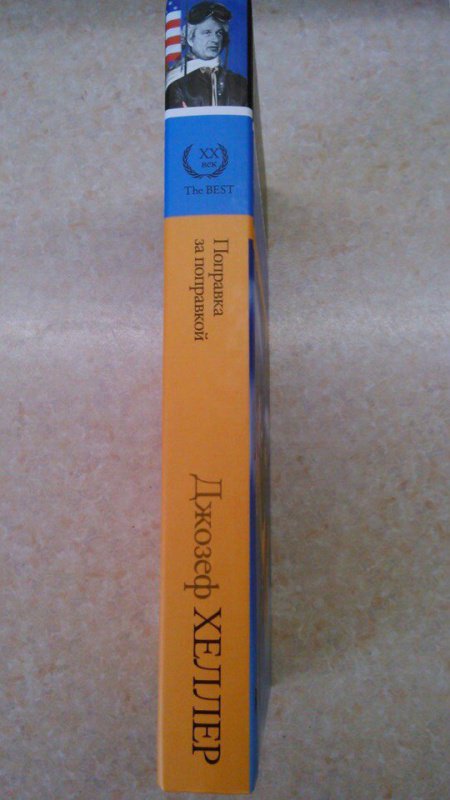 XX
век
The BEST
Поправка
за поправкой
Джозеф ХЕЛЛЕР